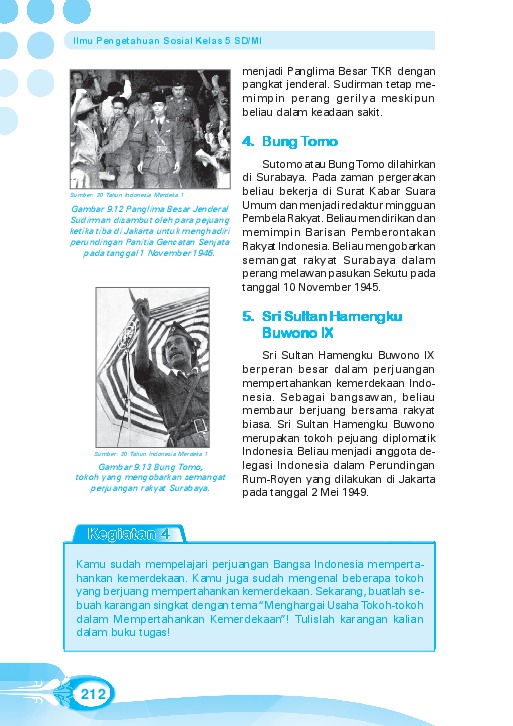 Ilmu Pengetahuan Sosial Kelas 5 SD/MI
Sumber: 30 Tahun Indonesia Merdeka 1
Gambar 9.12 Panglima Besar Jenderal
Sudirman disambut oleh para pejuang
ketika tiba di Jakarta untuk menghadiri
perundingan Panitia Gencatan Senjata
pada tanggal 1 November 1946.
Sumber: 30 Tahun Indonesia Merdeka 1
Gambar 9.13 Bung Tomo,
tokoh yang mengobarkan semangat
perjuangan rakyat Surabaya.
menjadi Panglima Besar TKR dengan
pangkat jenderal. Sudirman tetap me-
mimpin perang gerilya meskipun
beliau dalam keadaan sakit.
4. Bung Tomo
Sutomo atau Bung Tomo dilahirkan
di Surabaya. Pada zaman pergerakan
beliau bekerja di Surat Kabar Suara
Umum dan menjadi redaktur mingguan
Pembela Rakyat. Beliau mendirikan dan
memimpin Barisan Pemberontakan
Rakyat Indonesia. Beliau mengobarkan
semangat rakyat Surabaya dalam
perang melawan pasukan Sekutu pada
tanggal 10 November 1945.
5. Sri Sultan Hamengku
Buwono IX
Sri Sultan Hamengku Buwono IX
berperan besar dalam perjuangan
mempertahankan kemerdekaan Indo-
nesia. Sebagai bangsawan, beliau
membaur berjuang bersama rakyat
biasa. Sri Sultan Hamengku Buwono
merupakan tokoh pejuang diplomatik
Indonesia. Beliau menjadi anggota de-
legasi Indonesia dalam Perundingan
Rum-Royen yang dilakukan di Jakarta
pada tanggal 2 Mei 1949.
Kegiatan 4
Kamu sudah mempelajari perjuangan Bangsa Indonesia memperta-
hankan kemerdekaan. Kamu juga sudah mengenal beberapa tokoh
yang berjuang mempertahankan kemerdekaan. Sekarang, buatlah se-
buah karangan singkat dengan tema “Menghargai Usaha Tokoh-tokoh
dalam Mempertahankan Kemerdekaan”! Tulislah karangan kalian
dalam buku tugas!
212